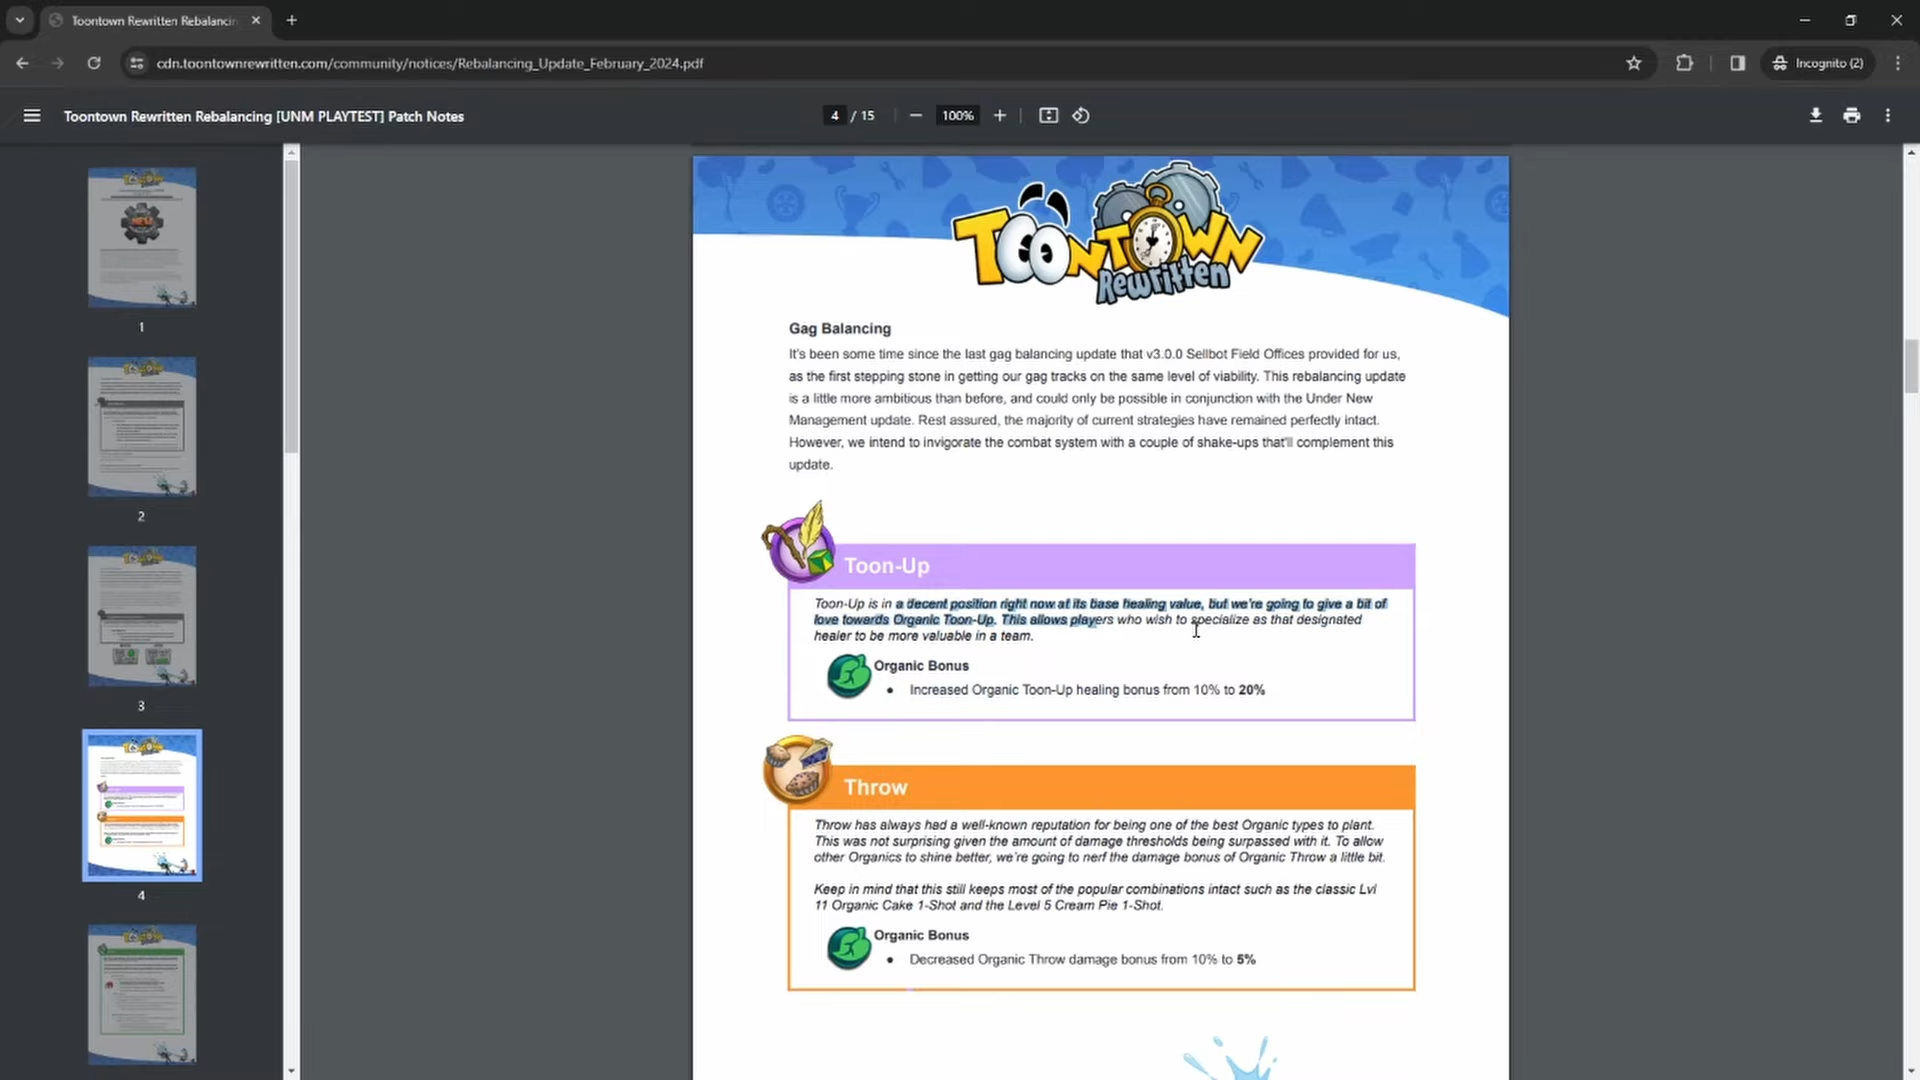 Toontown Rewritten Rebalancin
cdn.toontownrewritten.com/community/notices/Rebalancing_Update_February_2024.pdf
Incognito (2)
Toontown Rewritten Rebalancing [UNM PLAYTEST] Patch Notes
4 / 15
100%
1
2
3
4
TOONTOWN
Rewritten
Gag Balancing
It's been some time since the last gag balancing update that v3.0.0 Sellbot Field Offices provided for us,
as the first stepping stone in getting our gag tracks on the same level of viability. This rebalancing update
is a little more ambitious than before, and could only be possible in conjunction with the Under New
Management update. Rest assured, the majority of current strategies have remained perfectly intact.
However, we intend to invigorate the combat system with a couple of shake-ups that'll complement this
update.
Toon-Up
Toon-Up is in a decent position right now at its base healing value, but we're going to give a bit of
love towards Organic Toon-Up. This allows players who wish to specialize as that designated
healer to be more valuable in a team.
Organic Bonus
● Increased Organic Toon-Up healing bonus from 10% to 20%
Throw
Throw has always had a well-known reputation for being one of the best Organic types to plant.
This was not surprising given the amount of damage thresholds being surpassed with it. To allow
other Organics to shine better, we're going to nerf the damage bonus of Organic Throw a little bit.
Keep in mind that this still keeps most of the popular combinations intact such as the classic Lvl
11 Organic Cake 1-Shot and the Level 5 Cream Pie 1-Shot.
Organic Bonus
● Decreased Organic Throw damage bonus from 10% to 5%